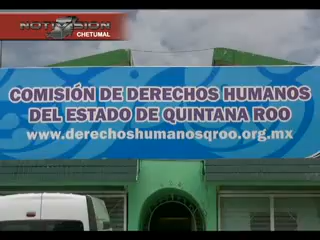 NOTIVISION
CHETUMAL
COMISIÓN DE DERECHOS HUMANOS
DEL ESTADO DE QUINTANA ROO
www.derechoshumanosqroo.org.mx